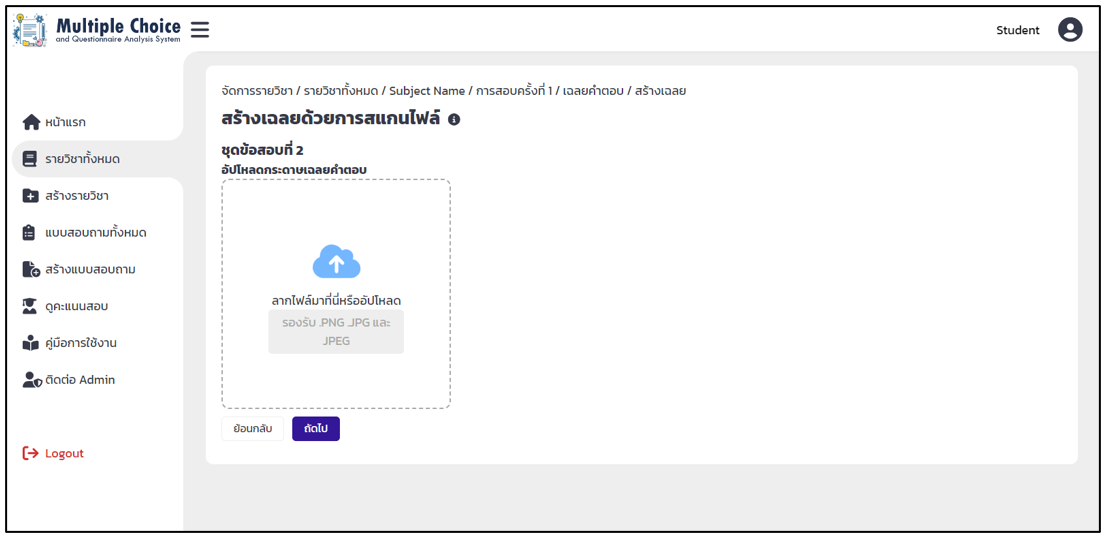 Multiple Choice
and Questionnaire Analysis System
Student
หน้าแรก
รายวิชาทั้งหมด
สร้างรายวิชา
แบบสอบถามทั้งหมด
สร้างแบบสอบถาม
ดูคะแนนสอบ
คู่มือการใช้งาน
ติดต่อ Admin
Logout
จัดการรายวิชา / รายวิชาทั้งหมด / Subject Name / การสอบครั้งที่ 1 / เฉลยคำตอบ / สร้างเฉลย
สร้างเฉลยด้วยการสแกนไฟล์
ชุดข้อสอบที่ 2
อัปโหลดกระดาษเฉลยคำตอบ
ลากไฟล์มาที่นี่หรืออัปโหลด
รองรับ .PNG .JPG และ
JPEG
ย้อนกลับ
ถัดไป